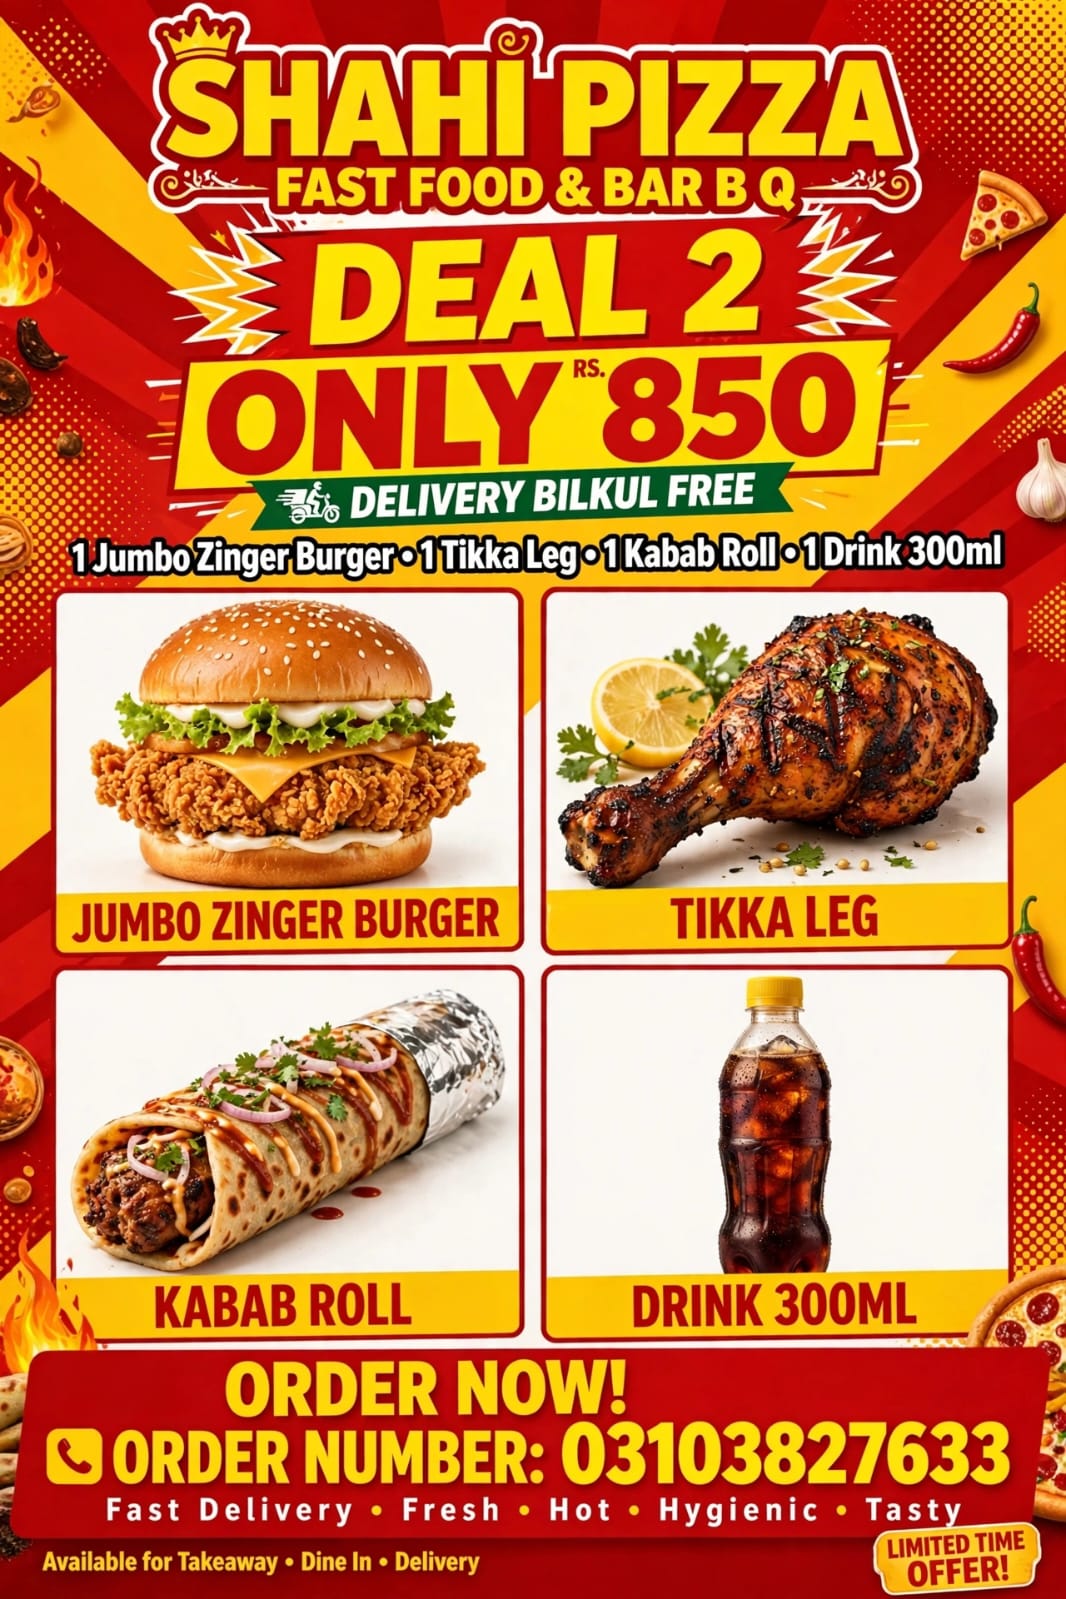 SHAHI PIZZA
FAST FOOD & BAR B Q
DEAL 2
ONLY RS. 850
DELIVERY BILKUL FREE
1 Jumbo Zinger Burger • 1 Tikka Leg • 1 Kabab Roll • 1 Drink 300ml
JUMBO ZINGER BURGER
TIKKA LEG
KABAB ROLL
DRINK 300ML
ORDER NOW!
ORDER NUMBER: 03103827633
Fast Delivery • Fresh • Hot • Hygienic • Tasty
Available for Takeaway • Dine In • Delivery
LIMITED TIME
OFFER!